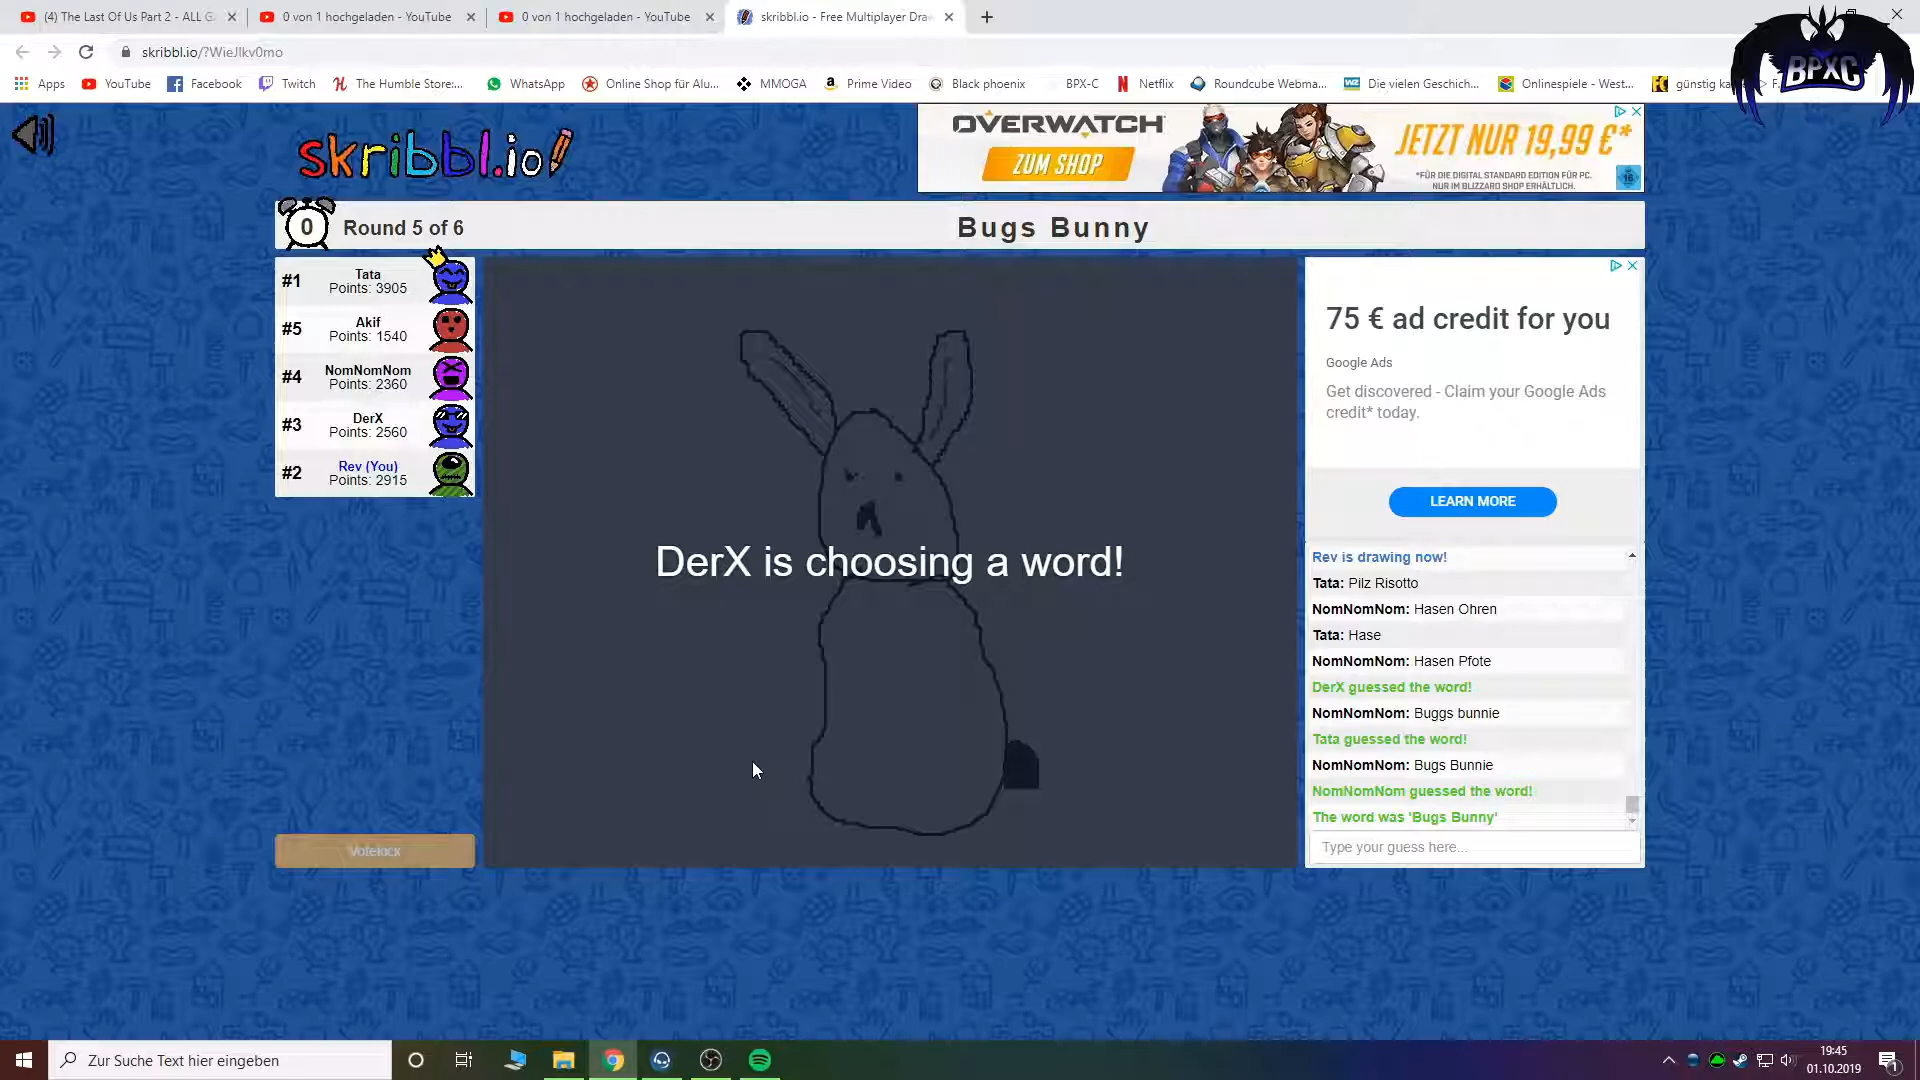 (4) The Last Of Us Part 2 - ALL G
0 von 1 hochgeladen - YouTube
0 von 1 hochgeladen - YouTube
skribbl.io - Free Multiplayer Dra
skribbl.io/?WieJlkv0mo
Apps
YouTube
Facebook
Twitch
The Humble Store:...
WhatsApp
Online Shop für Alu...
MMOGA
Prime Video
Black phoenix
BPX-C
Netflix
Roundcube Webma...
Die vielen Geschich...
Onlinespiele - West...
günstig ka
BPXC
skribbl.io
OVERWATCH
ZUM SHOP
JETZT NUR 19,99 €*
*FÜR DIE DIGITAL STANDARD EDITION FÜR PC.
NUR IM BLIZZARD SHOP ERHÄLTLICH.
16
0
Round 5 of 6
Bugs Bunny
#1
Tata
Points: 3905
#5
Akif
Points: 1540
#4
NomNomNom
Points: 2360
#3
DerX
Points: 2560
#2
Rev (You)
Points: 2915
Votekick
DerX is choosing a word!
75 € ad credit for you
Google Ads
Get discovered - Claim your Google Ads
credit* today.
LEARN MORE
Rev is drawing now!
Tata: Pilz Risotto
NomNomNom: Hasen Ohren
Tata: Hase
NomNomNom: Hasen Pfote
DerX guessed the word!
NomNomNom: Buggs bunnie
Tata guessed the word!
NomNomNom: Bugs Bunnie
NomNomNom guessed the word!
The word was 'Bugs Bunny'
Type your guess here...
Zur Suche Text hier eingeben
19:45
01.10.2019
1